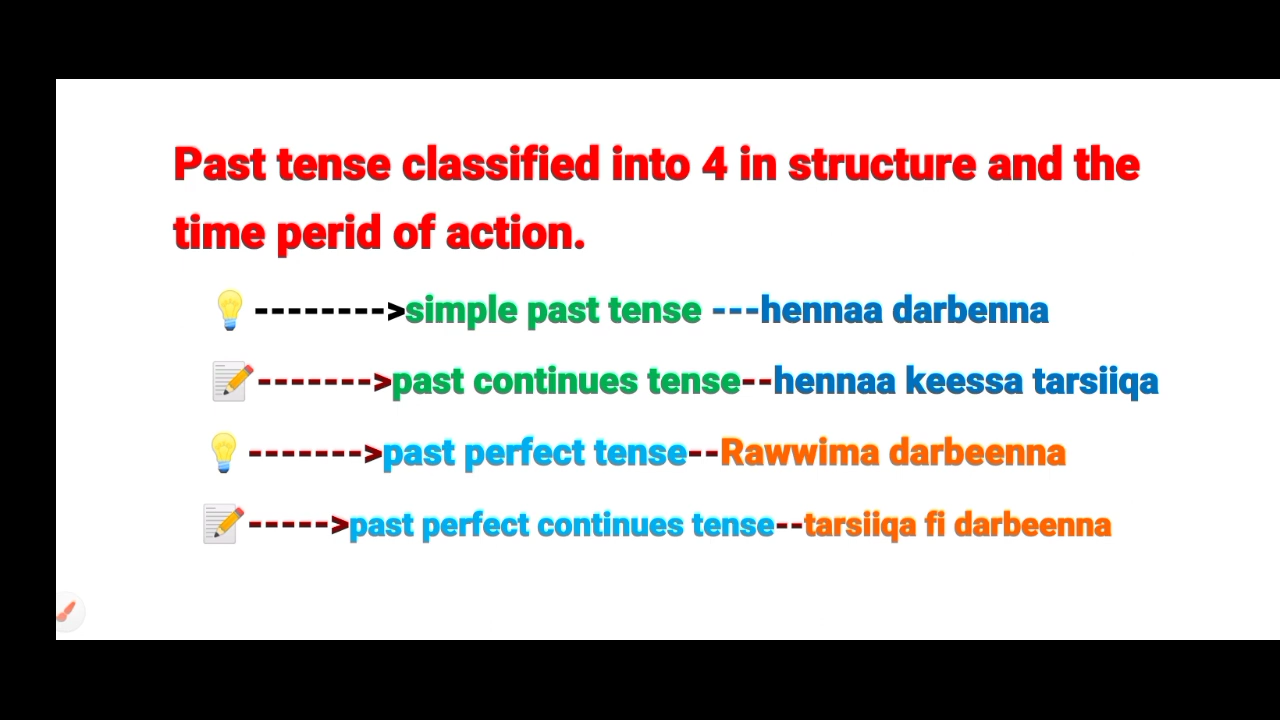 Past tense classified into 4 in structure and the
time perid of action.
💡-------->simple past tense ---hennaa darbenna
📝------->past continues tense--hennaa keessa tarsiiqa
💡------->past perfect tense--Rawwima darbeenna
📝----->past perfect continues tense--tarsiiqa fi darbeenna